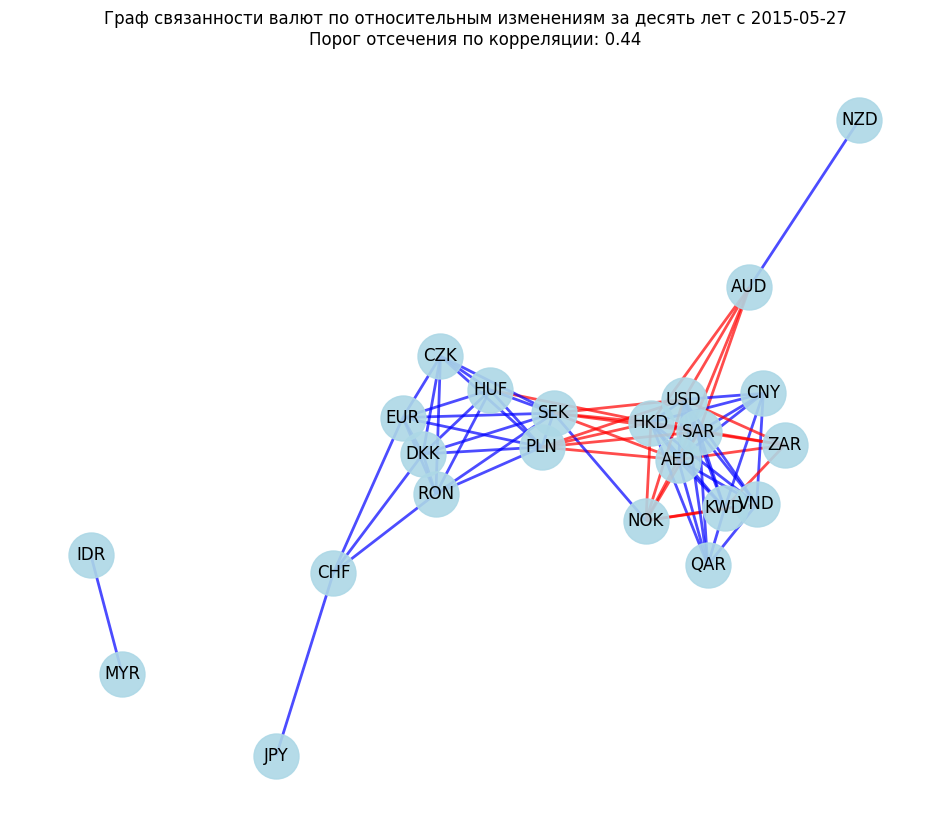 Граф связанности валют по относительным изменениям за десять лет с 2015-05-27
Порог отсечения по корреляции: 0.44
NZD
AUD
CZK
HUF
USD
CNY
EUR
SEK
HKD
SAR
DKK
PLN
AED
ZAR
RON
NOK
KWD
VND
IDR
CHF
QAR
MYR
JPY